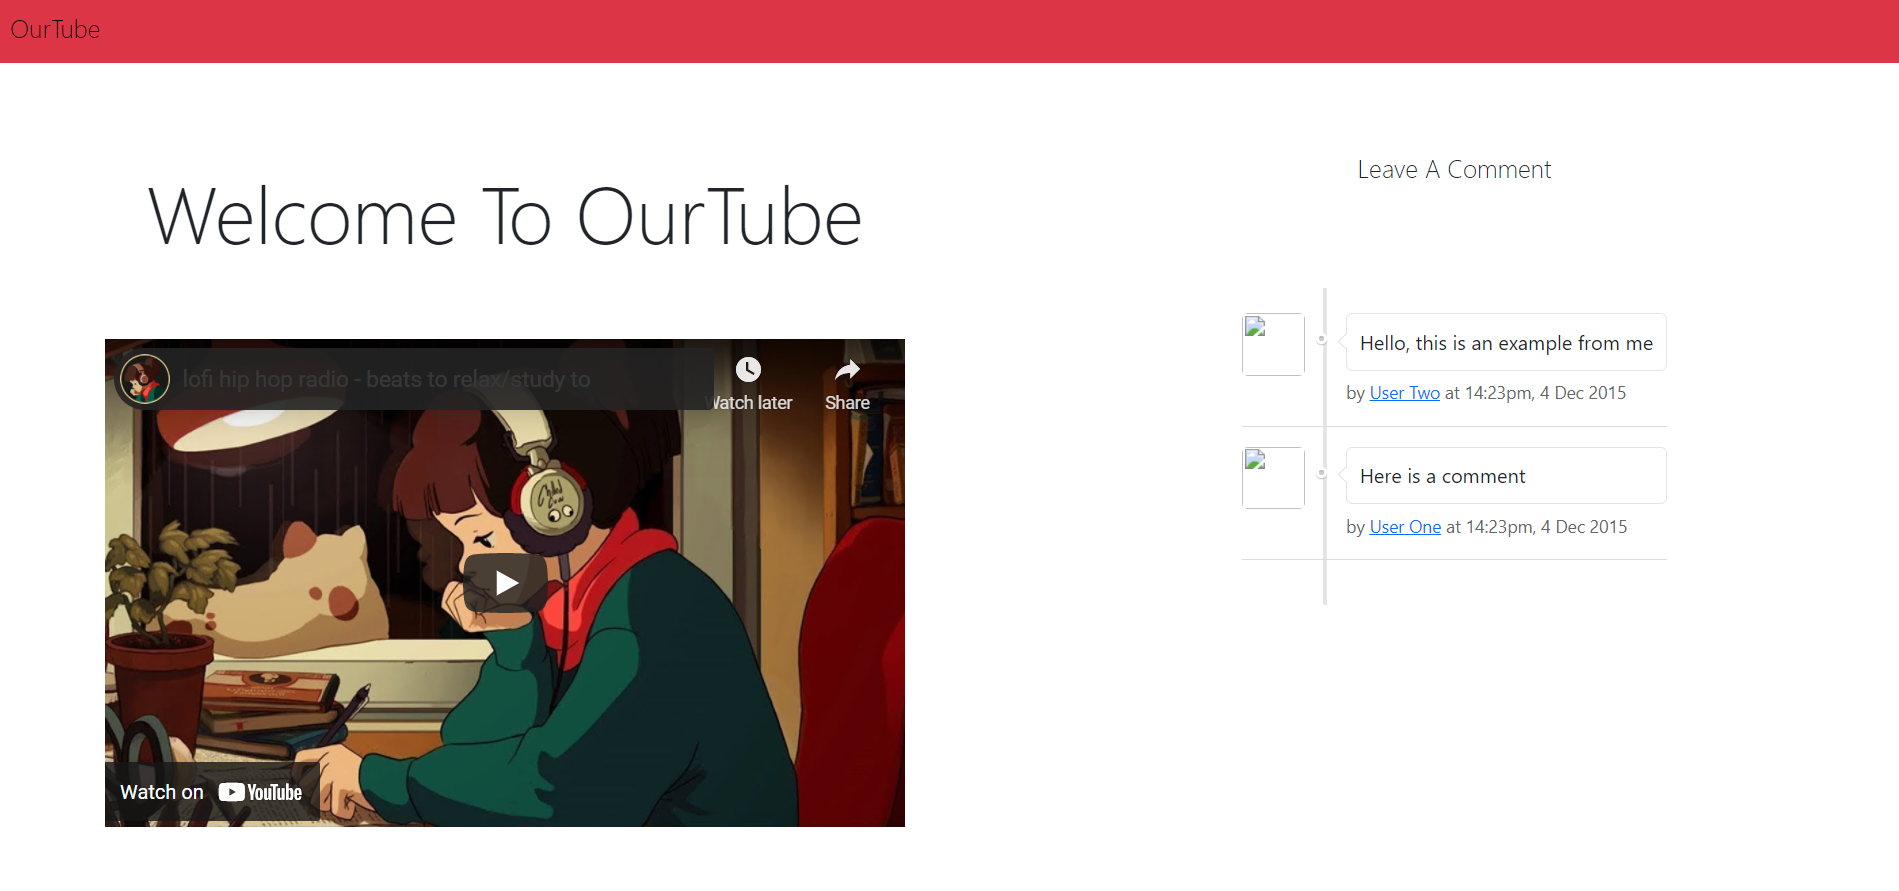 OurTube
Welcome To OurTube
lofi hip hop radio - beats to relax/study to
Watch later
Share
Watch on YouTube
Leave A Comment
Hello, this is an example from me
by User Two at 14:23pm, 4 Dec 2015
Here is a comment
by User One at 14:23pm, 4 Dec 2015